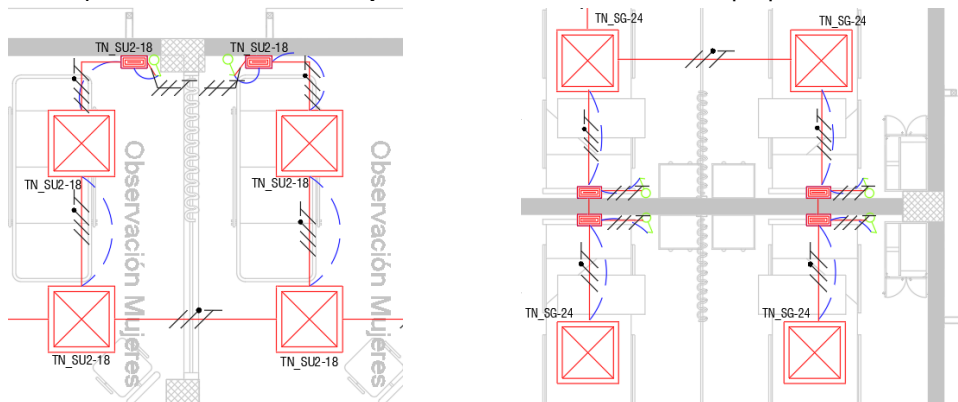 TN_SU2-18
TN_SU2-18
TN_SU2-18
TN_SU2-18
Observación Mujeres
Observación Mujeres
TN_SU2-18
TN_SU2-18
TN_SG-24
TN_SG-24
TN_SG-24
TN_SG-24